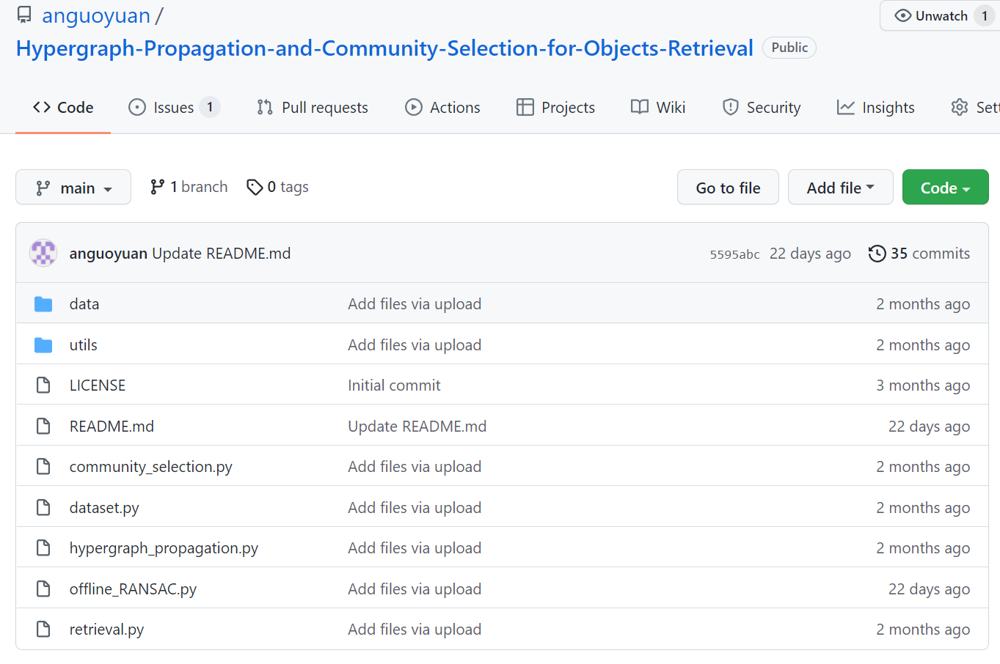 anguoyuan /
Unwatch 1
Hypergraph-Propagation-and-Community-Selection-for-Objects-Retrieval Public
Code Issues 1 Pull requests Actions Projects Wiki Security Insights Sett
main 1 branch 0 tags Go to file Add file Code
anguoyuan Update README.md 5595abc 22 days ago 35 commits
data Add files via upload 2 months ago
utils Add files via upload 2 months ago
LICENSE Initial commit 3 months ago
README.md Update README.md 22 days ago
community_selection.py Add files via upload 2 months ago
dataset.py Add files via upload 2 months ago
hypergraph_propagation.py Add files via upload 2 months ago
offline_RANSAC.py Add files via upload 22 days ago
retrieval.py Add files via upload 2 months ago